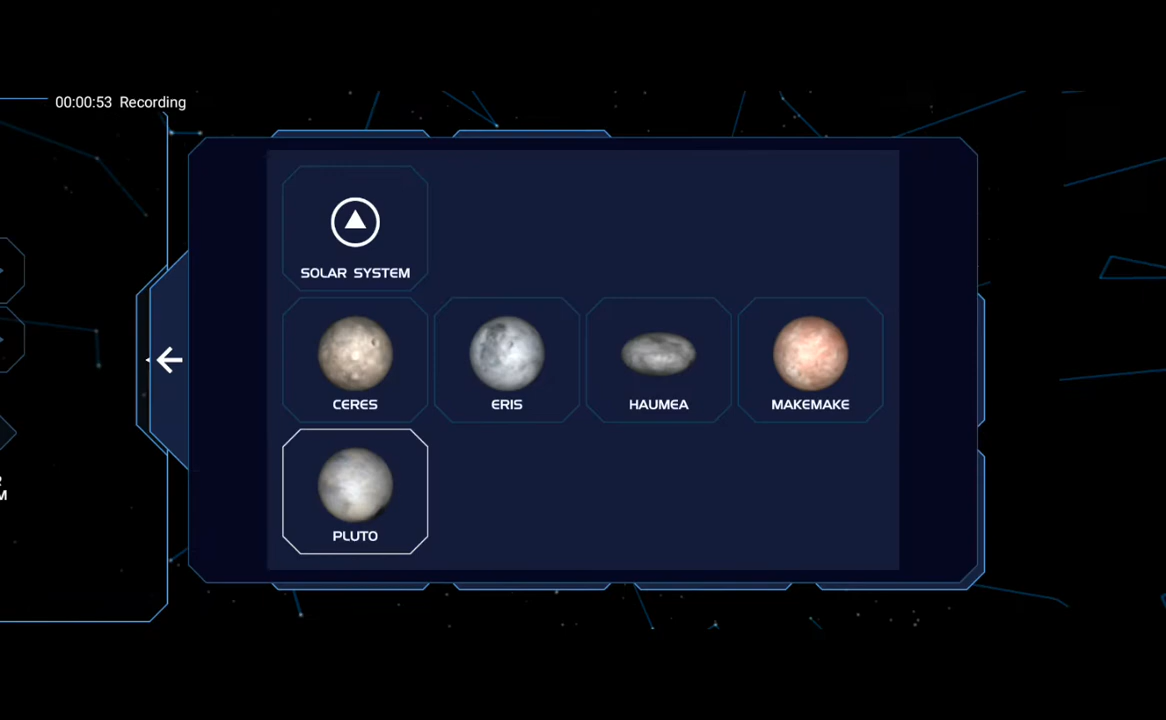 00:00:53 Recording
SOLAR SYSTEM
CERES
ERIS
HAUMEA
MAKEMAKE
PLUTO